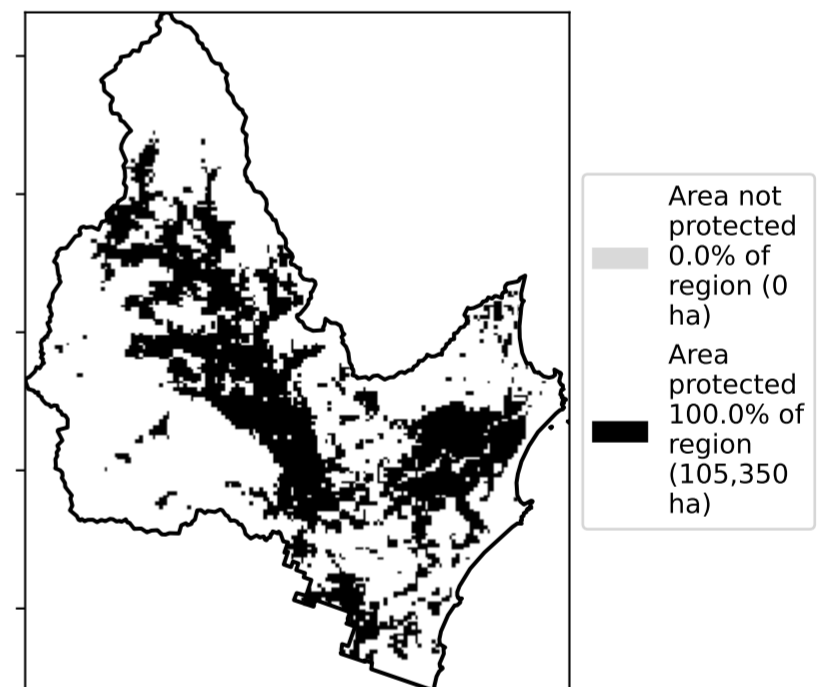 Area not
protected
0.0% of
region (0
ha)
Area
protected
100.0% of
region
(105,350
ha)